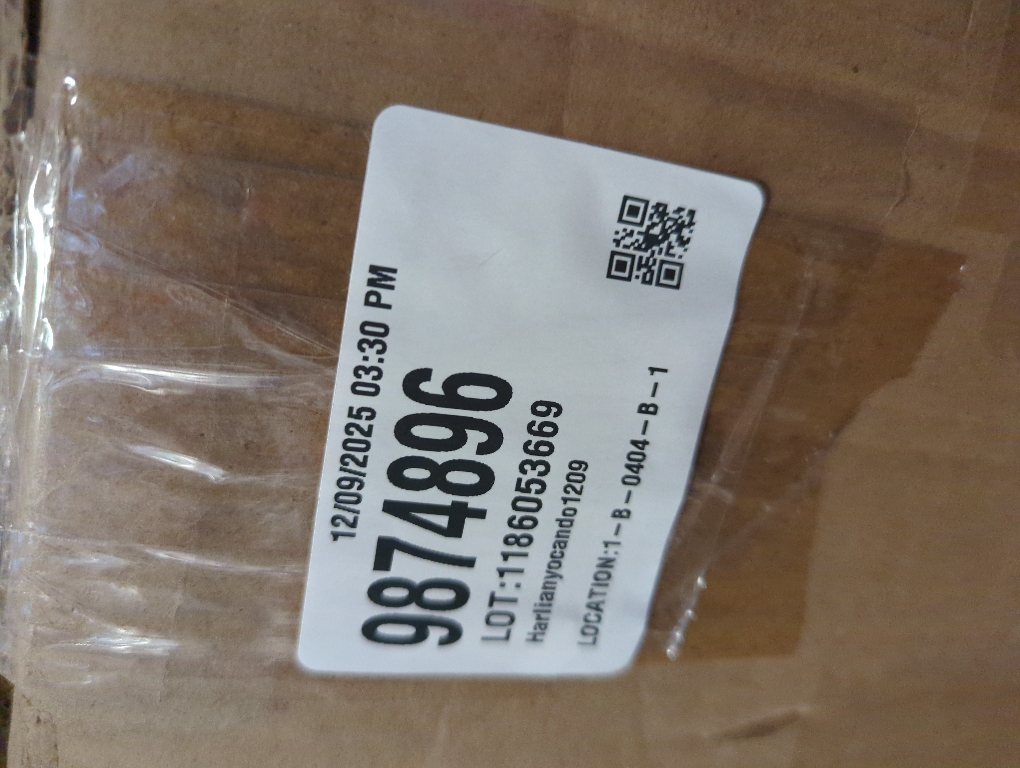 12/09/2025 03:30 PM
9874896
LOT:1186053669
Harlianyocando1209
LOCATION:1-B-0404-B-1